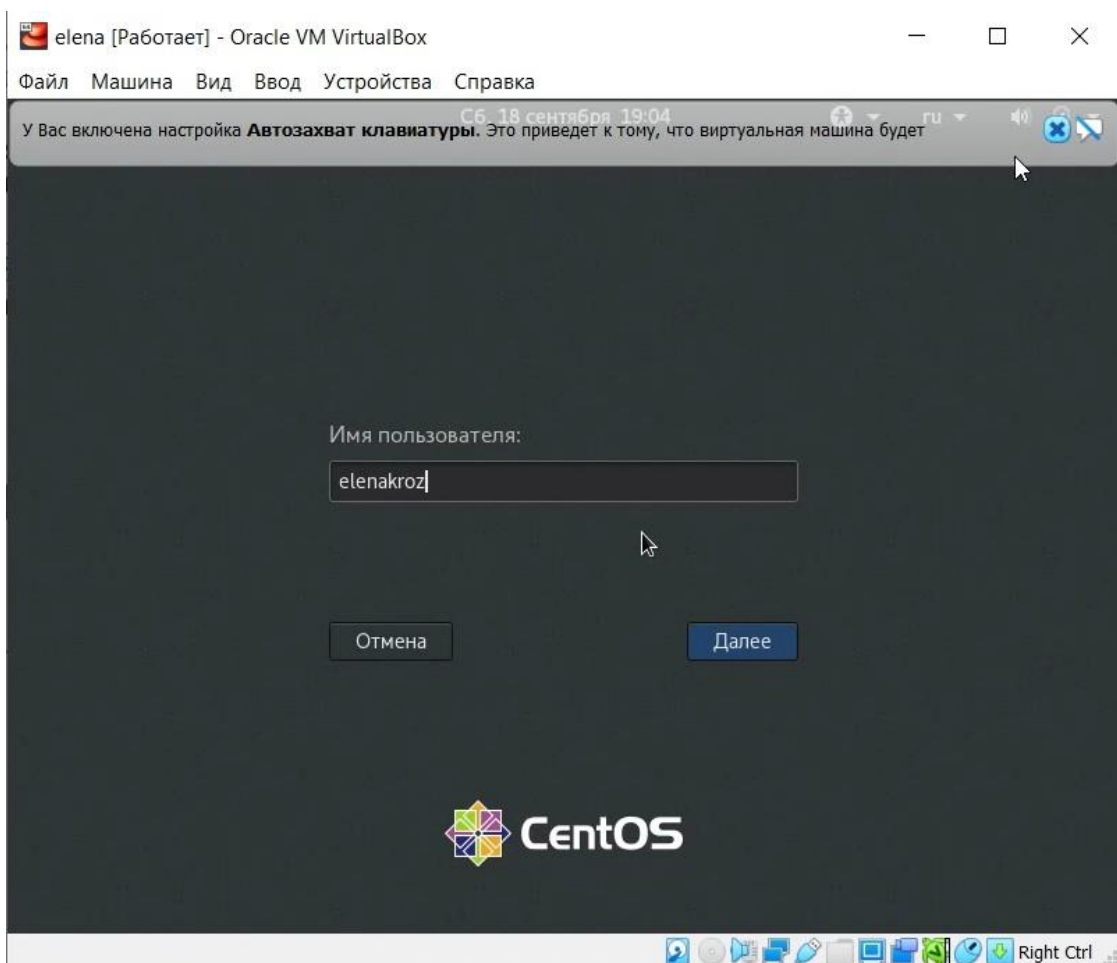 elena [Работает] - Oracle VM VirtualBox
Файл Машина Вид Ввод Устройства Справка
Сб, 18 сентября 19:04 ru
У Вас включена настройка Автозахват клавиатуры. Это приведет к тому, что виртуальная машина будет
Имя пользователя:
elenakroz
Отмена Далее
CentOS
Right Ctrl